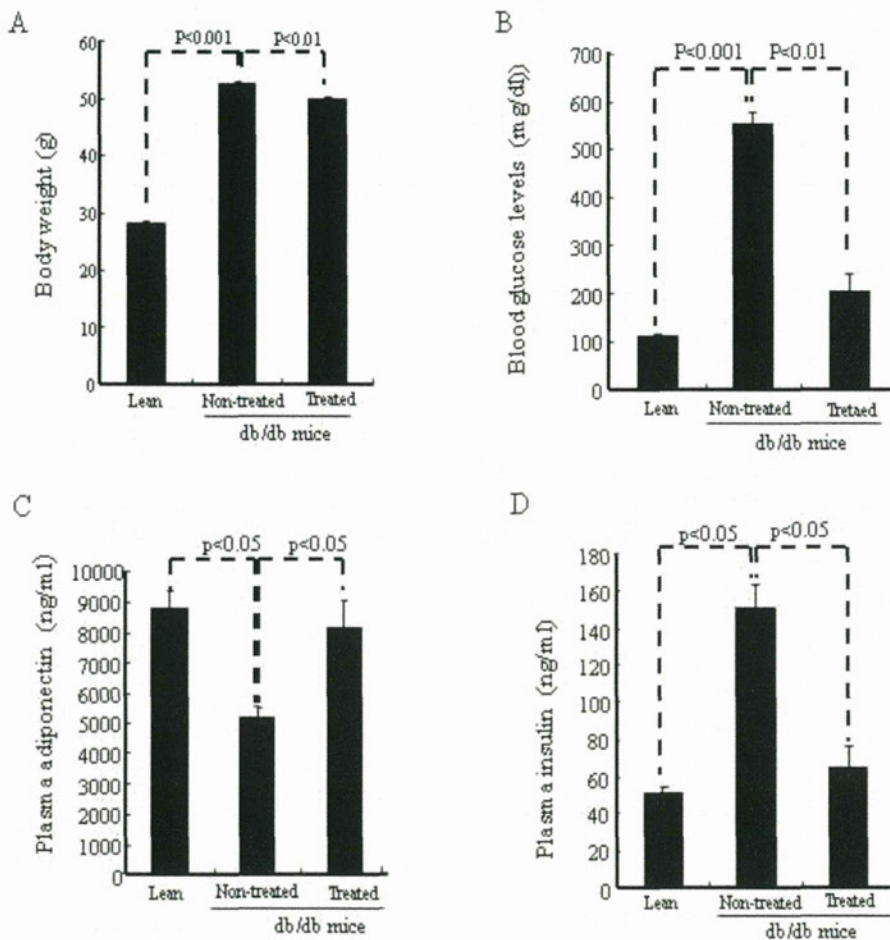 A
P<0.001 P<0.01
Body weight (g)
60
50
40
30
20
10
0
Lean Non-treated Treated
db/db mice
B
P<0.001 P<0.01
Blood glucose levels (mg/dl)
700
600
500
400
300
200
100
0
Lean Non-treated Tretaed
db/db mice
C
p<0.05 p<0.05
Plasma adiponectin (ng/ml)
10000
9000
8000
7000
6000
5000
4000
3000
2000
1000
0
Lean Non-treated Treated
db/db mice
D
p<0.05 p<0.05
Plasma insulin (ng/ml)
180
160
140
120
100
80
60
40
20
0
Lean Non-treated Treated
db/db mice